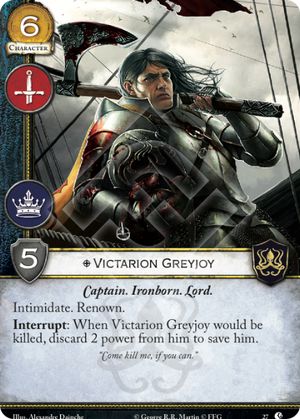 6
Character
5
Victarion Greyjoy
Captain. Ironborn. Lord.
Intimidate. Renown.
Interrupt: When Victarion Greyjoy would be
killed, discard 2 power from him to save him.
"Come kill me, if you can."
Illus. Alexandre Dainche
© George R.R. Martin © FFG
27